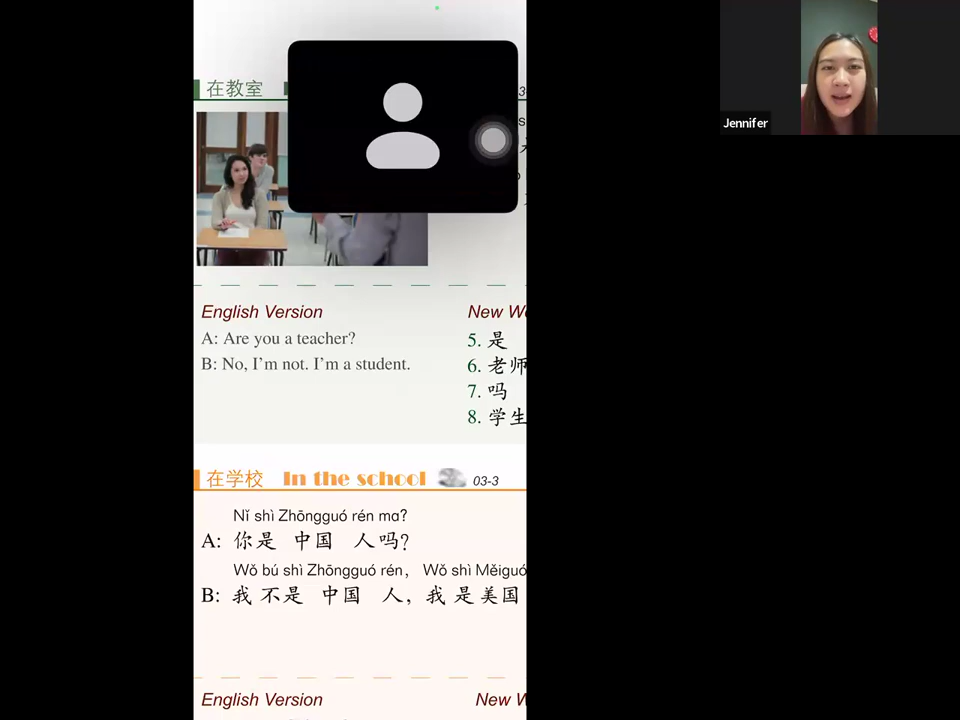 在教室
Jennifer
English Version
New
A: Are you a teacher?
5. 是
B: No, I'm not. I'm a student.
6. 老师
7. 吗
8. 学生
在学校 In the school 03-3
Nǐ shì Zhōngguó rén ma?
A: 你是 中国 人吗?
Wǒ bú shì Zhōngguó rén, Wǒ shì Měiguó
B: 我 不是 中国 人, 我 是 美国
English Version
New